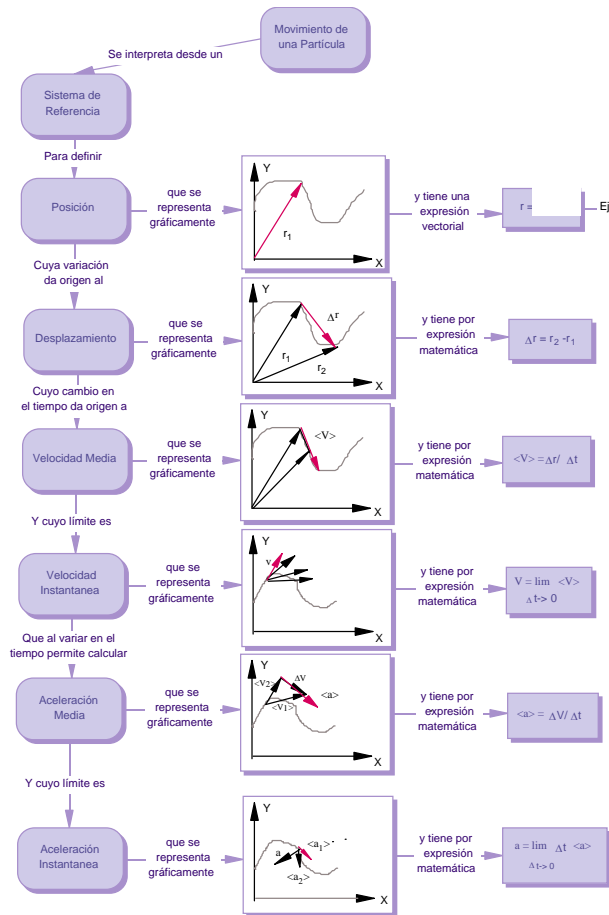 Movimiento de
una Partícula
Se interpreta desde un
Sistema de
Referencia
Para definir
Posición
que se
representa
gráficamente
Y
r1
X
y tiene una
expresión
vectorial
r =
Ej
Cuya variación
da origen al
Desplazamiento
que se
representa
gráficamente
Y
Δr
r1
r2
X
y tiene por
expresión
matemática
Δr = r2 -r1
Cuyo cambio en
el tiempo da origen a
Velocidad Media
que se
representa
gráficamente
Y
<V>
X
y tiene por
expresión
matemática
<V> = Δr/ Δt
Y cuyo límite es
Velocidad
Instantanea
que se
representa
gráficamente
Y
v
X
y tiene por
expresión
matemática
V = lim <V>
Δ t-> 0
Que al variar en el
tiempo permite calcular
Aceleración
Media
que se
representa
gráficamente
Y
<v2>
ΔV
<a>
<v1>
X
y tiene por
expresión
matemática
<a> = ΔV/ Δt
Y cuyo límite es
Aceleración
Instantanea
que se
representa
gráficamente
Y
<a1>
a
<a2>
X
y tiene por
expresión
matemática
a = lim Δt <a>
Δ t-> 0